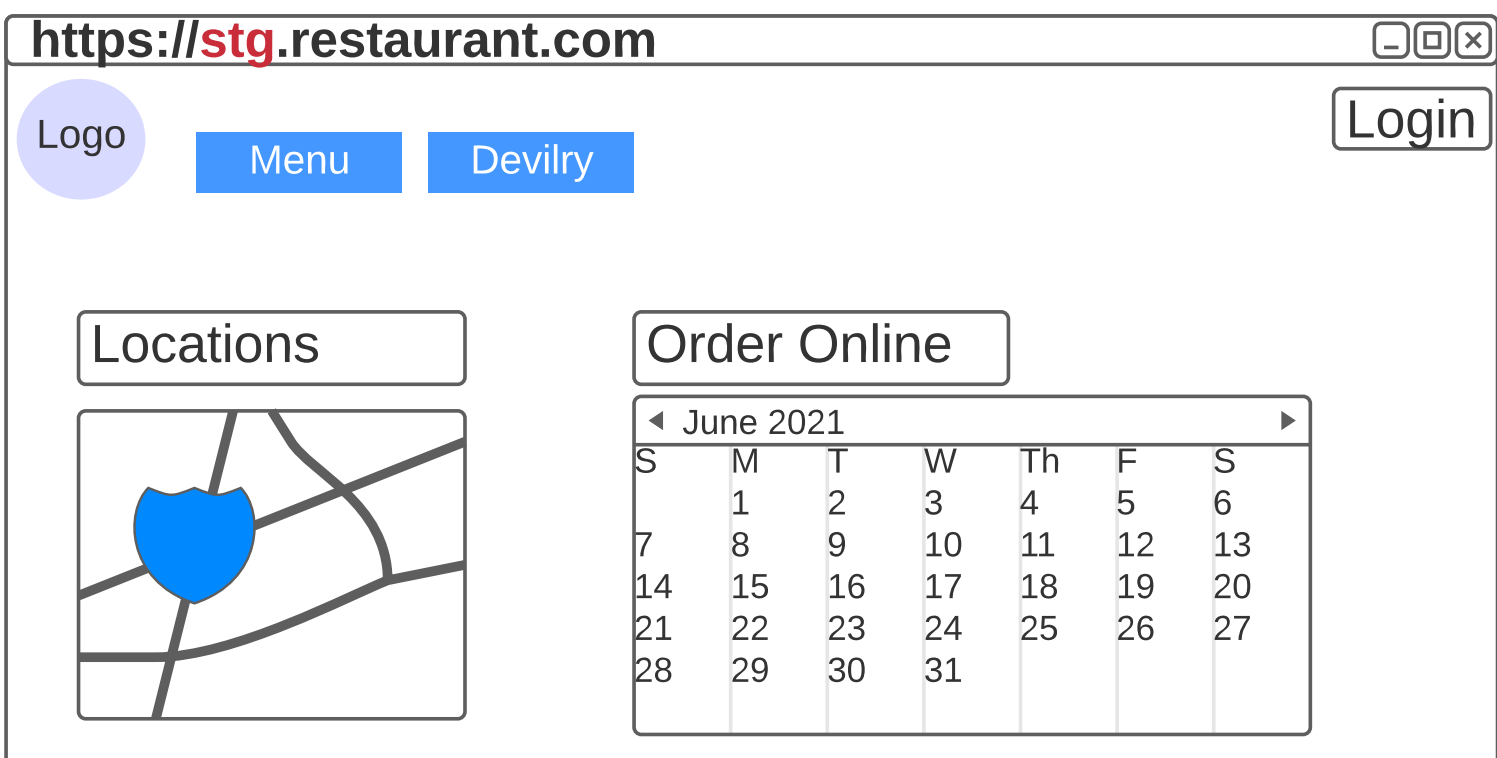 https://stg.restaurant.com
Logo
Menu Devilry
Login
Locations
Order Online
June 2021
S M T W Th F S
1 2 3 4 5 6
7 8 9 10 11 12 13
14 15 16 17 18 19 20
21 22 23 24 25 26 27
28 29 30 31